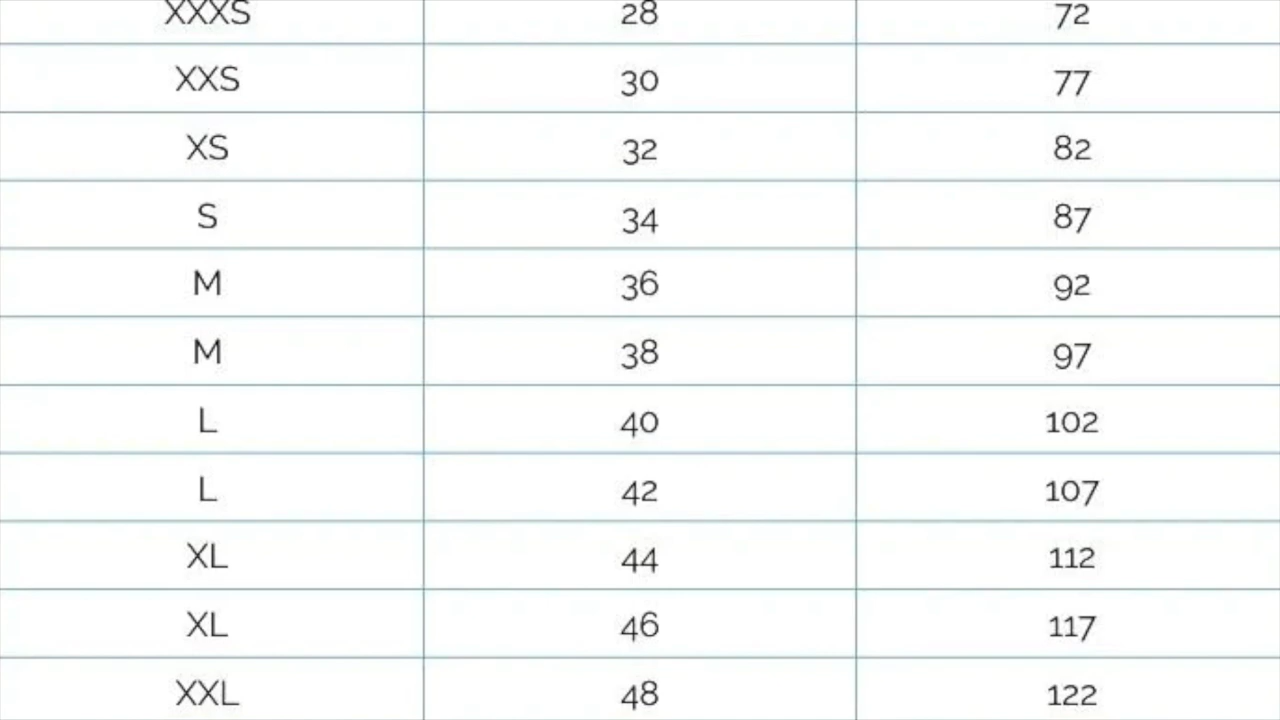 XXXS 28 72
XXS 30 77
XS 32 82
S 34 87
M 36 92
M 38 97
L 40 102
L 42 107
XL 44 112
XL 46 117
XXL 48 122